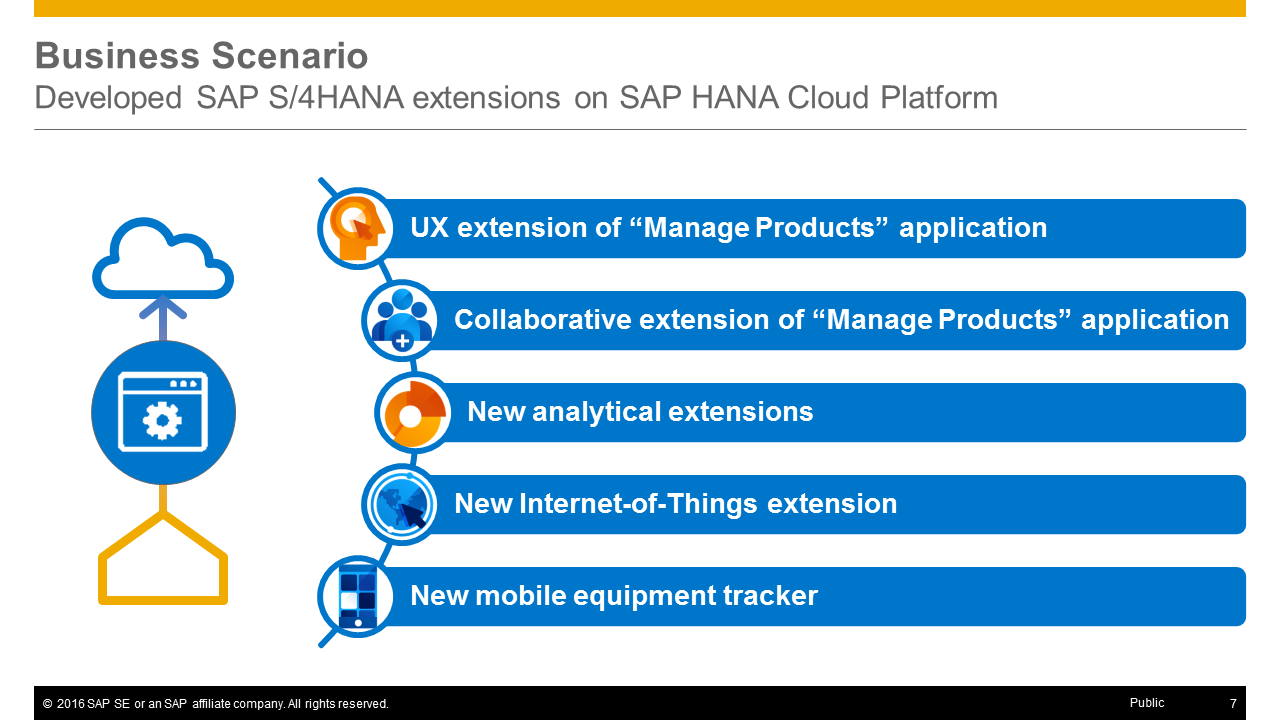 Business Scenario
Developed SAP S/4HANA extensions on SAP HANA Cloud Platform
UX extension of “Manage Products” application
Collaborative extension of “Manage Products” application
New analytical extensions
New Internet-of-Things extension
New mobile equipment tracker
© 2016 SAP SE or an SAP affiliate company. All rights reserved.
Public
7